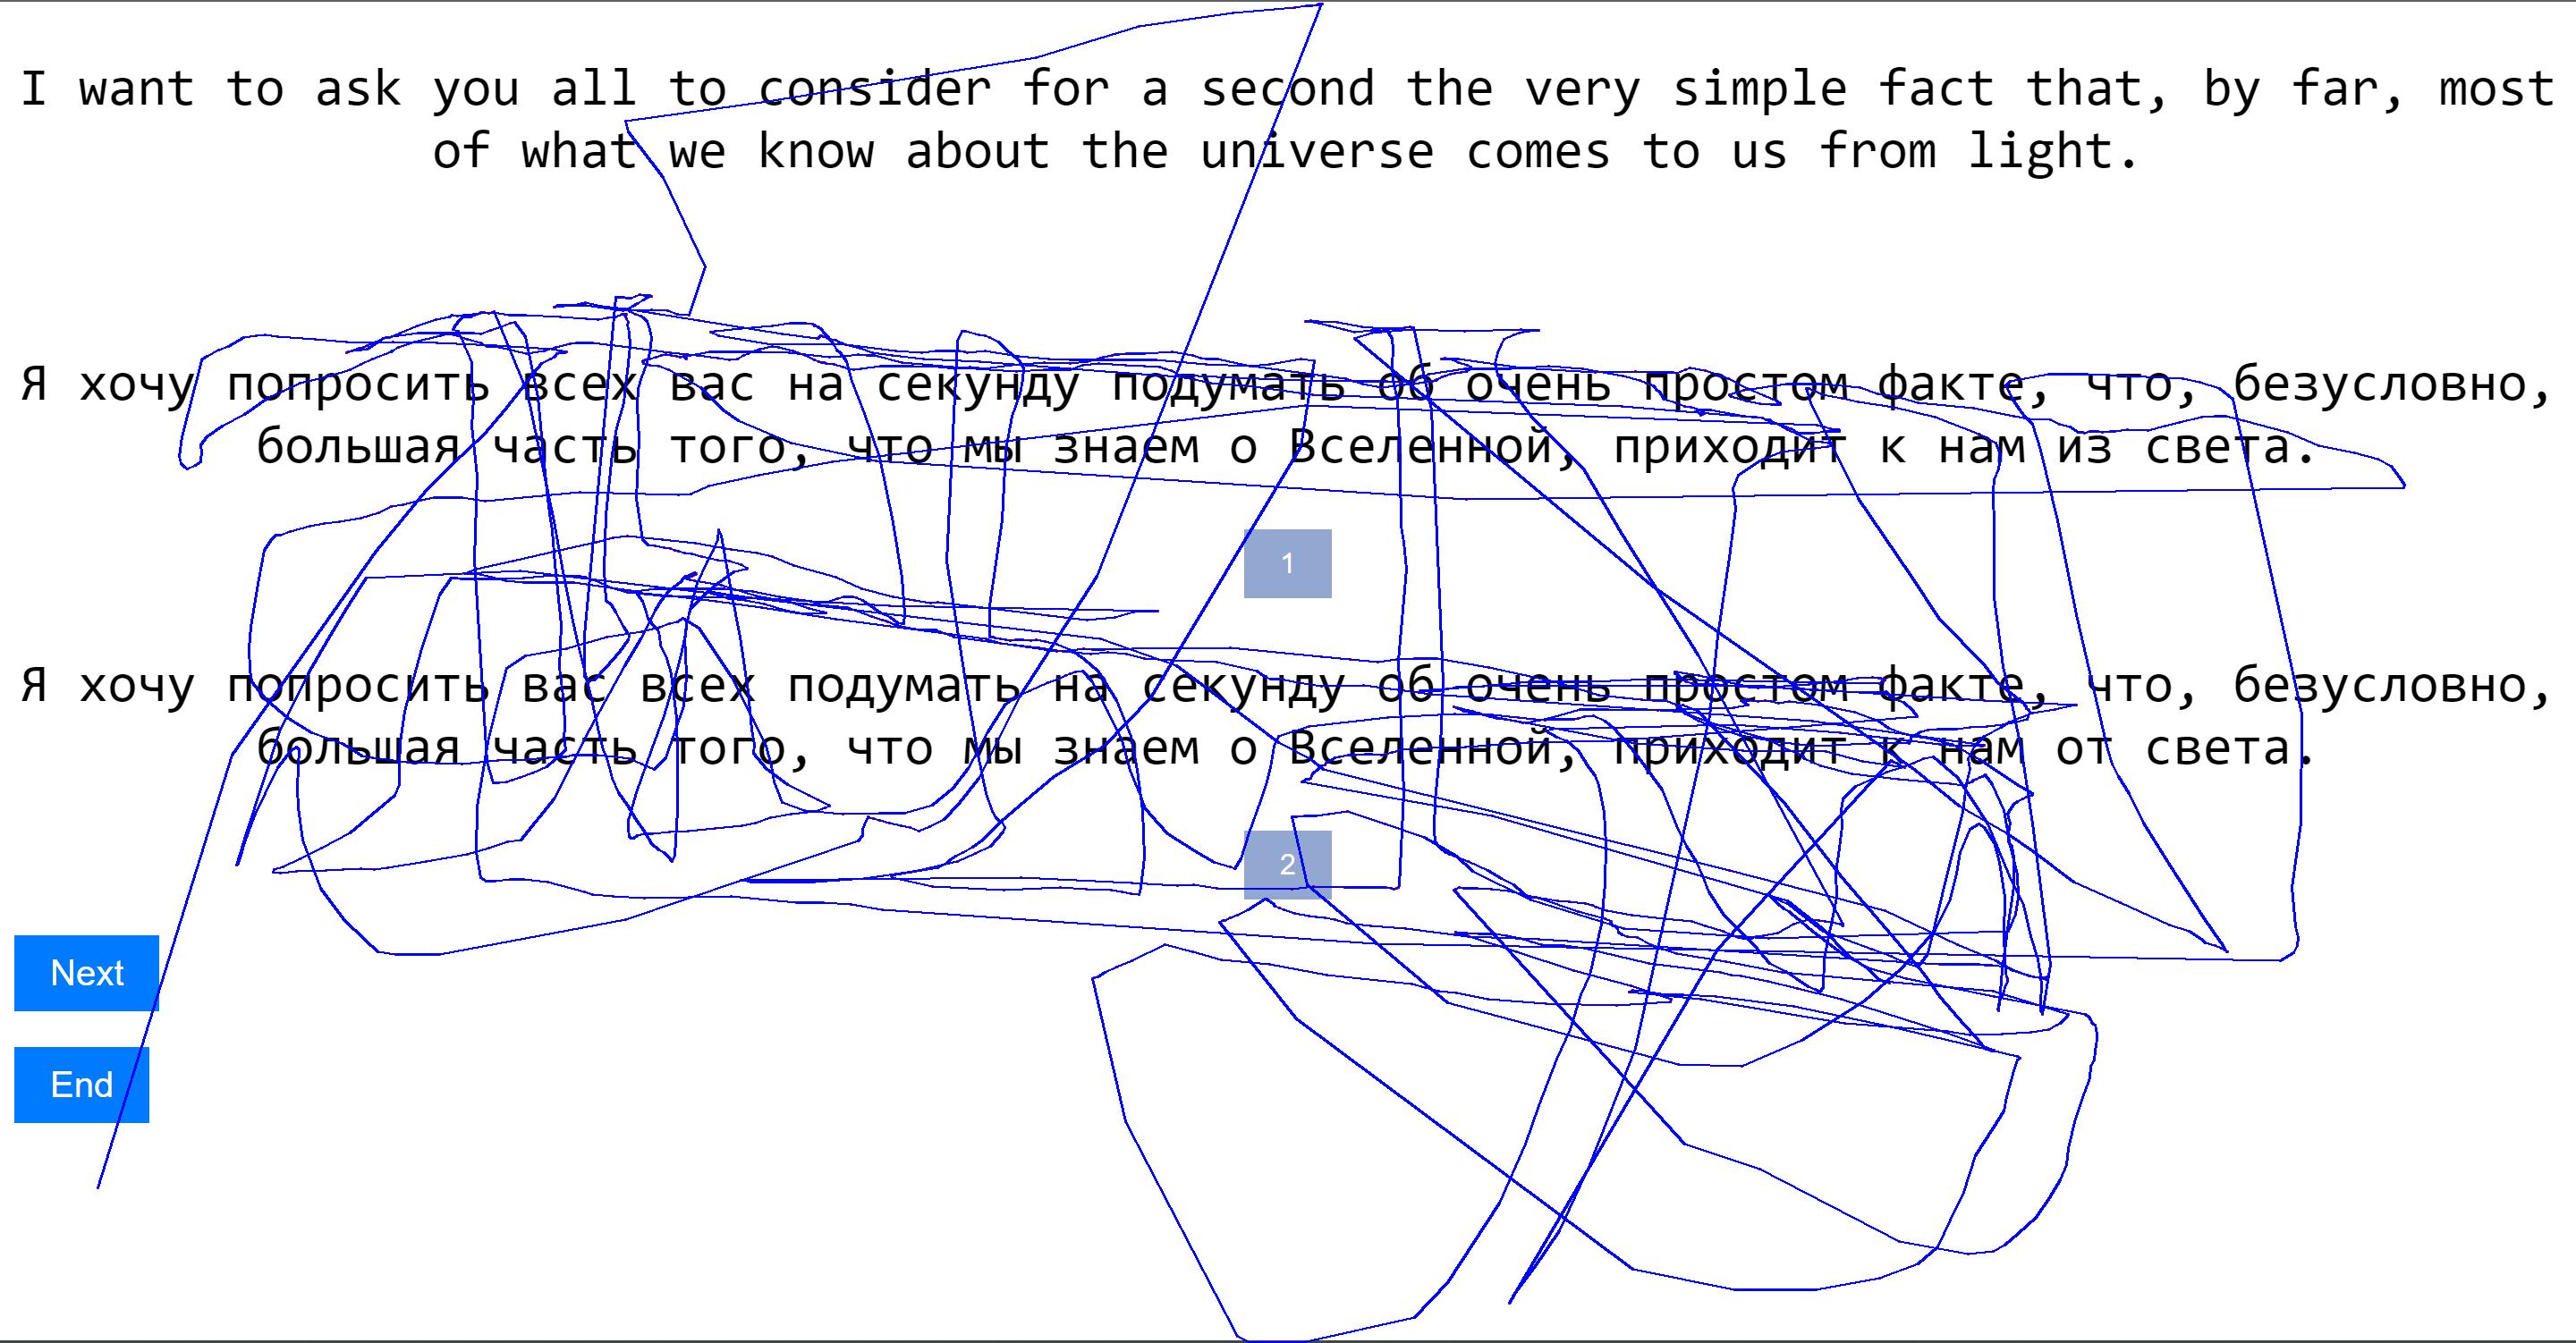 I want to ask you all to consider for a second the very simple fact that, by far, most
of what we know about the universe comes to us from light.
Я хочу попросить всех вас на секунду подумать об очень простом факте, что, безусловно,
большая часть того, что мы знаем о Вселенной, приходит к нам из света.
1
Я хочу попросить вас всех подумать на секунду об очень простом факте, что, безусловно,
большая часть того, что мы знаем о Вселенной, приходит к нам от света.
2
Next
End